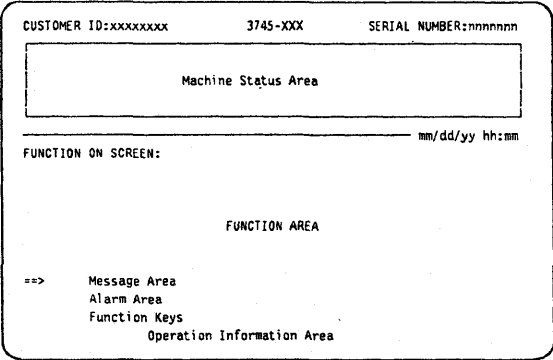 CUSTOMER ID:xxxxxxxx 3745-XXX SERIAL NUMBER:nnnnnnn
Machine Status Area
mm/dd/yy hh:mm
FUNCTION ON SCREEN:
FUNCTION AREA
==> Message Area
Alarm Area
Function Keys
Operation Information Area